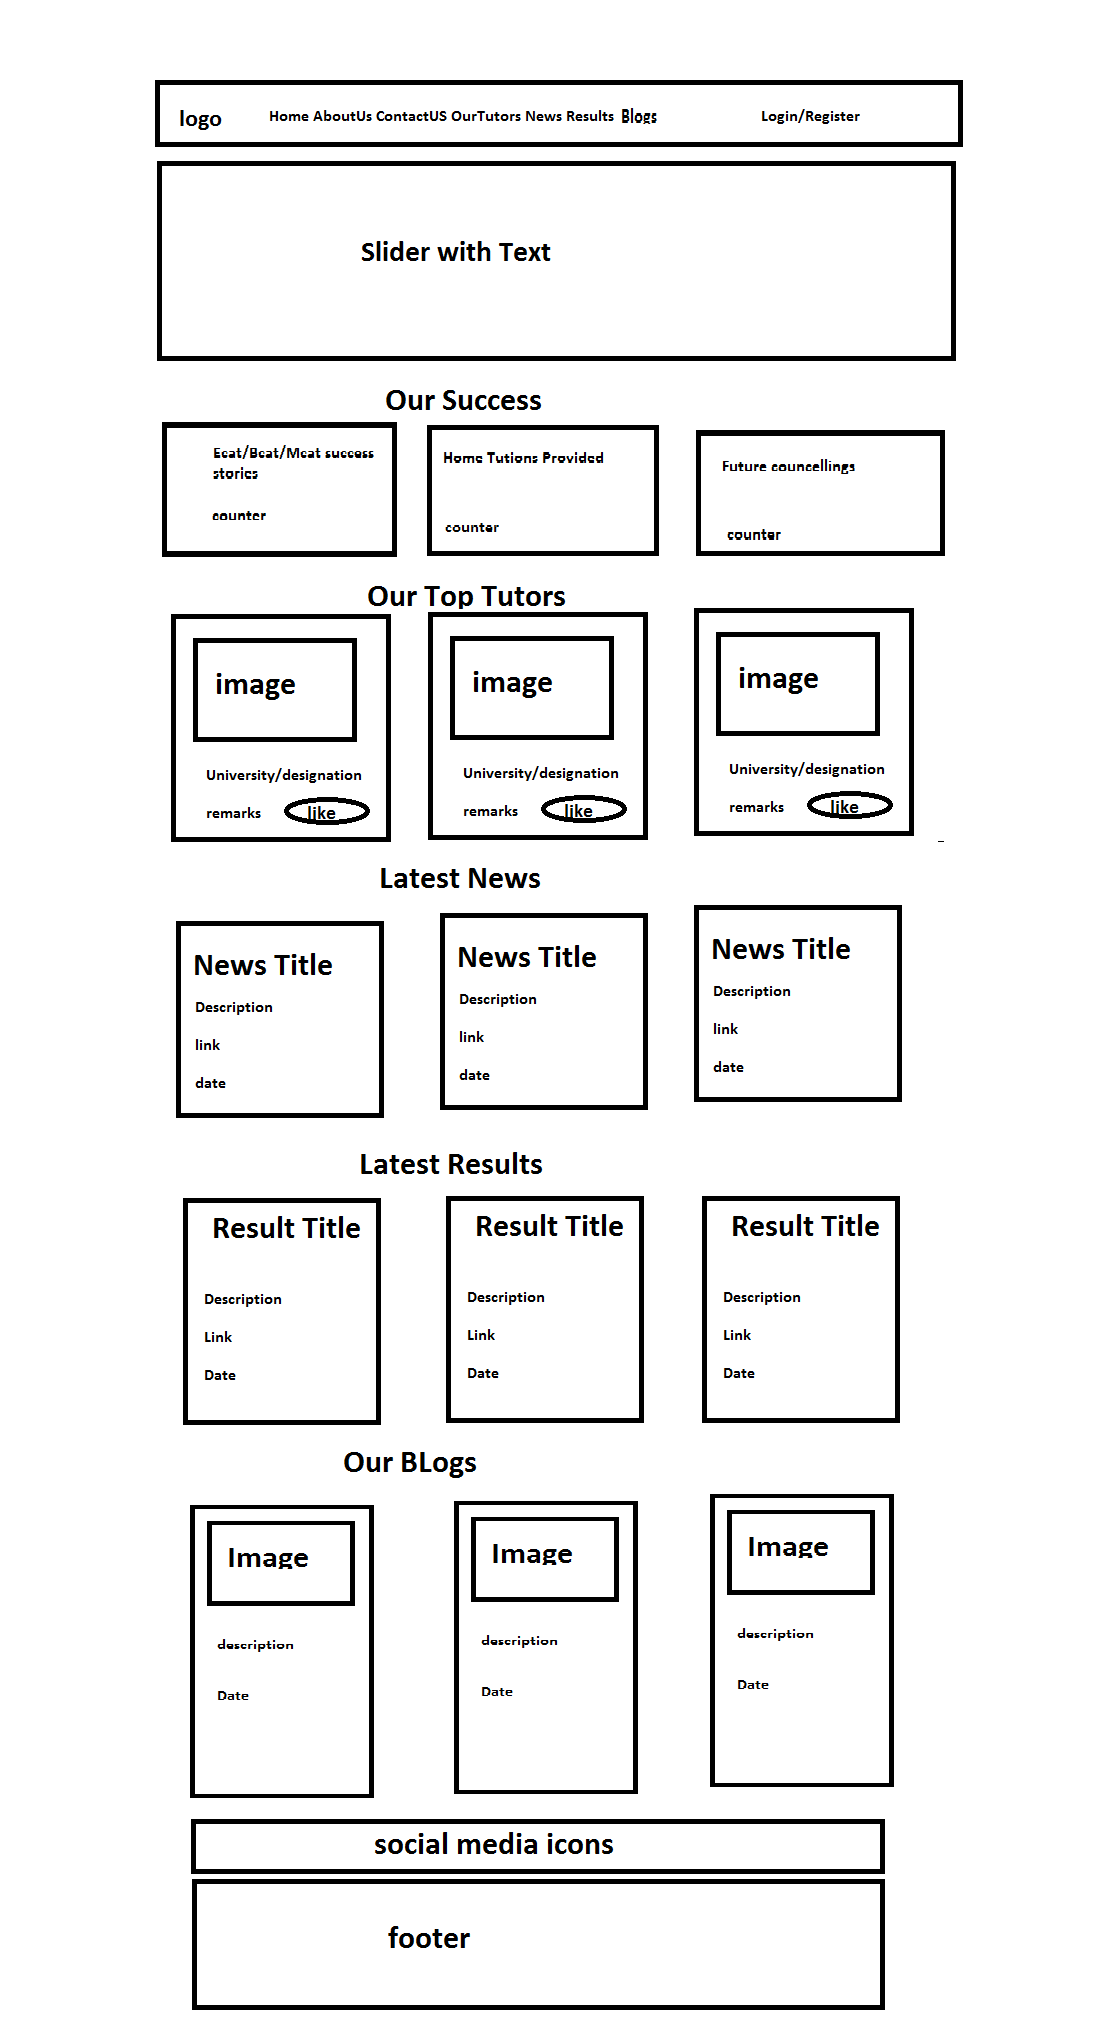 logo Home AboutUs ContactUS OurTutors News Results Blogs Login/Register
Slider with Text
Our Success
Ecat/Bcat/Mcat success
stories
counter
Home Tutions Provided
counter
Future councellings
counter
Our Top Tutors
image
University/designation
remarks like
image
University/designation
remarks like
image
University/designation
remarks like
Latest News
News Title
Description
link
date
News Title
Description
link
date
News Title
Description
link
date
Latest Results
Result Title
Description
Link
Date
Result Title
Description
Link
Date
Result Title
Description
Link
Date
Our BLogs
Image
description
Date
Image
description
Date
Image
description
Date
social media icons
footer